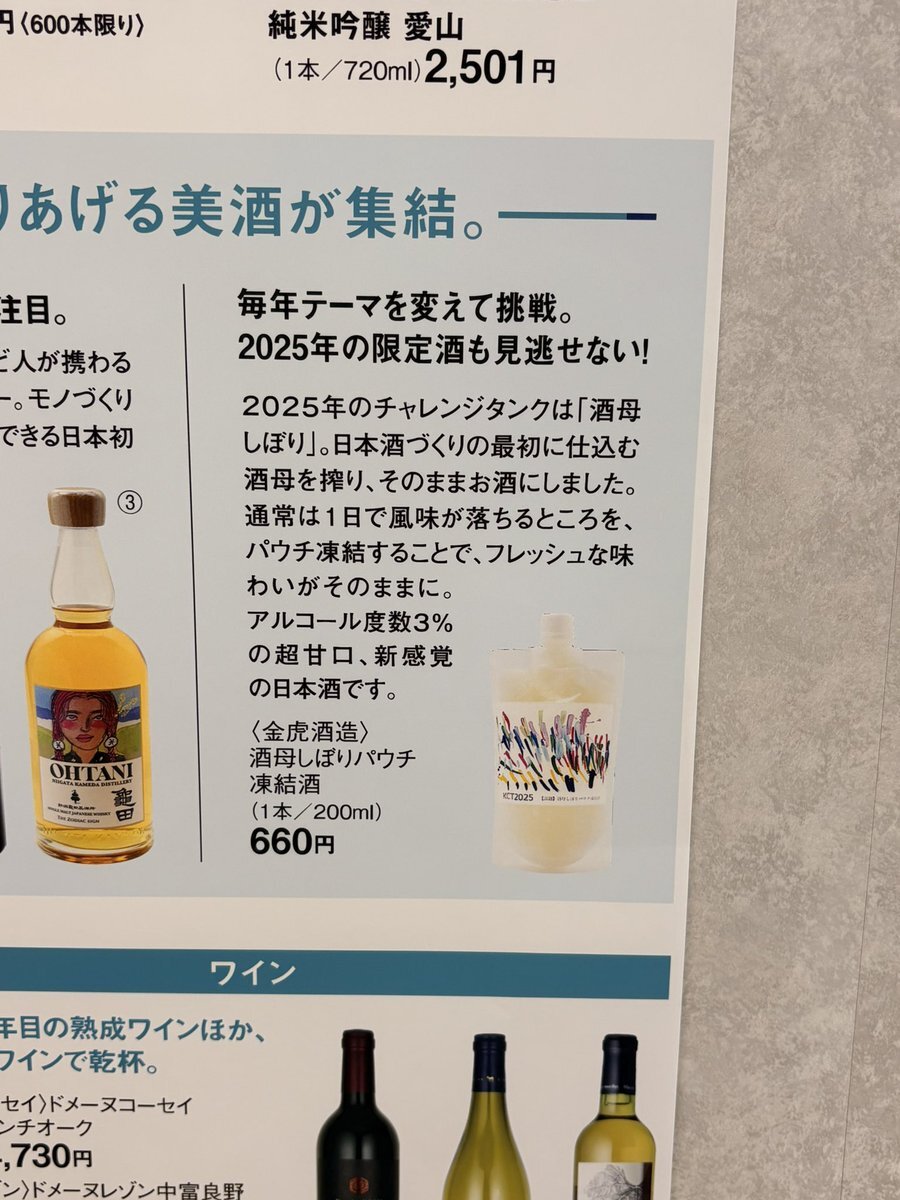 円〈600本限り〉
純米吟醸 愛山
（1本／720ml）2,501円
りあげる美酒が集結。
注目。
ど人が携わる
ー。モノづくり
できる日本初
③
OHTANI
NIIGATA KAMEDA DISTILLERY
亀田
SINGLE MALT JAPANESE WHISKY
THE ZODIAC SIGN
毎年テーマを変えて挑戦。
2025年の限定酒も見逃せない!
2025年のチャレンジタンクは「酒母
しぼり」。日本酒づくりの最初に仕込む
酒母を搾り、そのままお酒にしました。
通常は1日で風味が落ちるところを、
パウチ凍結することで、フレッシュな味
わいがそのままに。
アルコール度数3%
の超甘口、新感覚
の日本酒です。
〈金虎酒造〉
酒母しぼりパウチ
凍結酒
（1本／200ml）
660円
KCT2025
ワイン
年目の熟成ワインほか、
ワインで乾杯。
セイ〉ドメーヌコーセイ
ンチオーク
,730円
ン〉ドメーヌレゾン中富良野